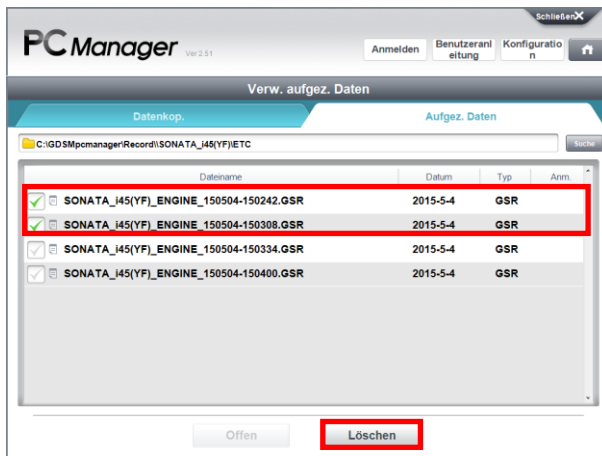 Schließen X
PC Manager Ver 2.51
Anmelden Benutzeranl Konfiguratio
eitung n
Verw. aufgez. Daten
Datenkop. Aufgez. Daten
C:\GDSMpcmanager\Record\\SONATA_i45(YF)\ETC Suche
Dateiname Datum Typ Anm.
SONATA_i45(YF)_ENGINE_150504-150242.GSR 2015-5-4 GSR
SONATA_i45(YF)_ENGINE_150504-150308.GSR 2015-5-4 GSR
SONATA_i45(YF)_ENGINE_150504-150334.GSR 2015-5-4 GSR
SONATA_i45(YF)_ENGINE_150504-150400.GSR 2015-5-4 GSR
Offen Löschen